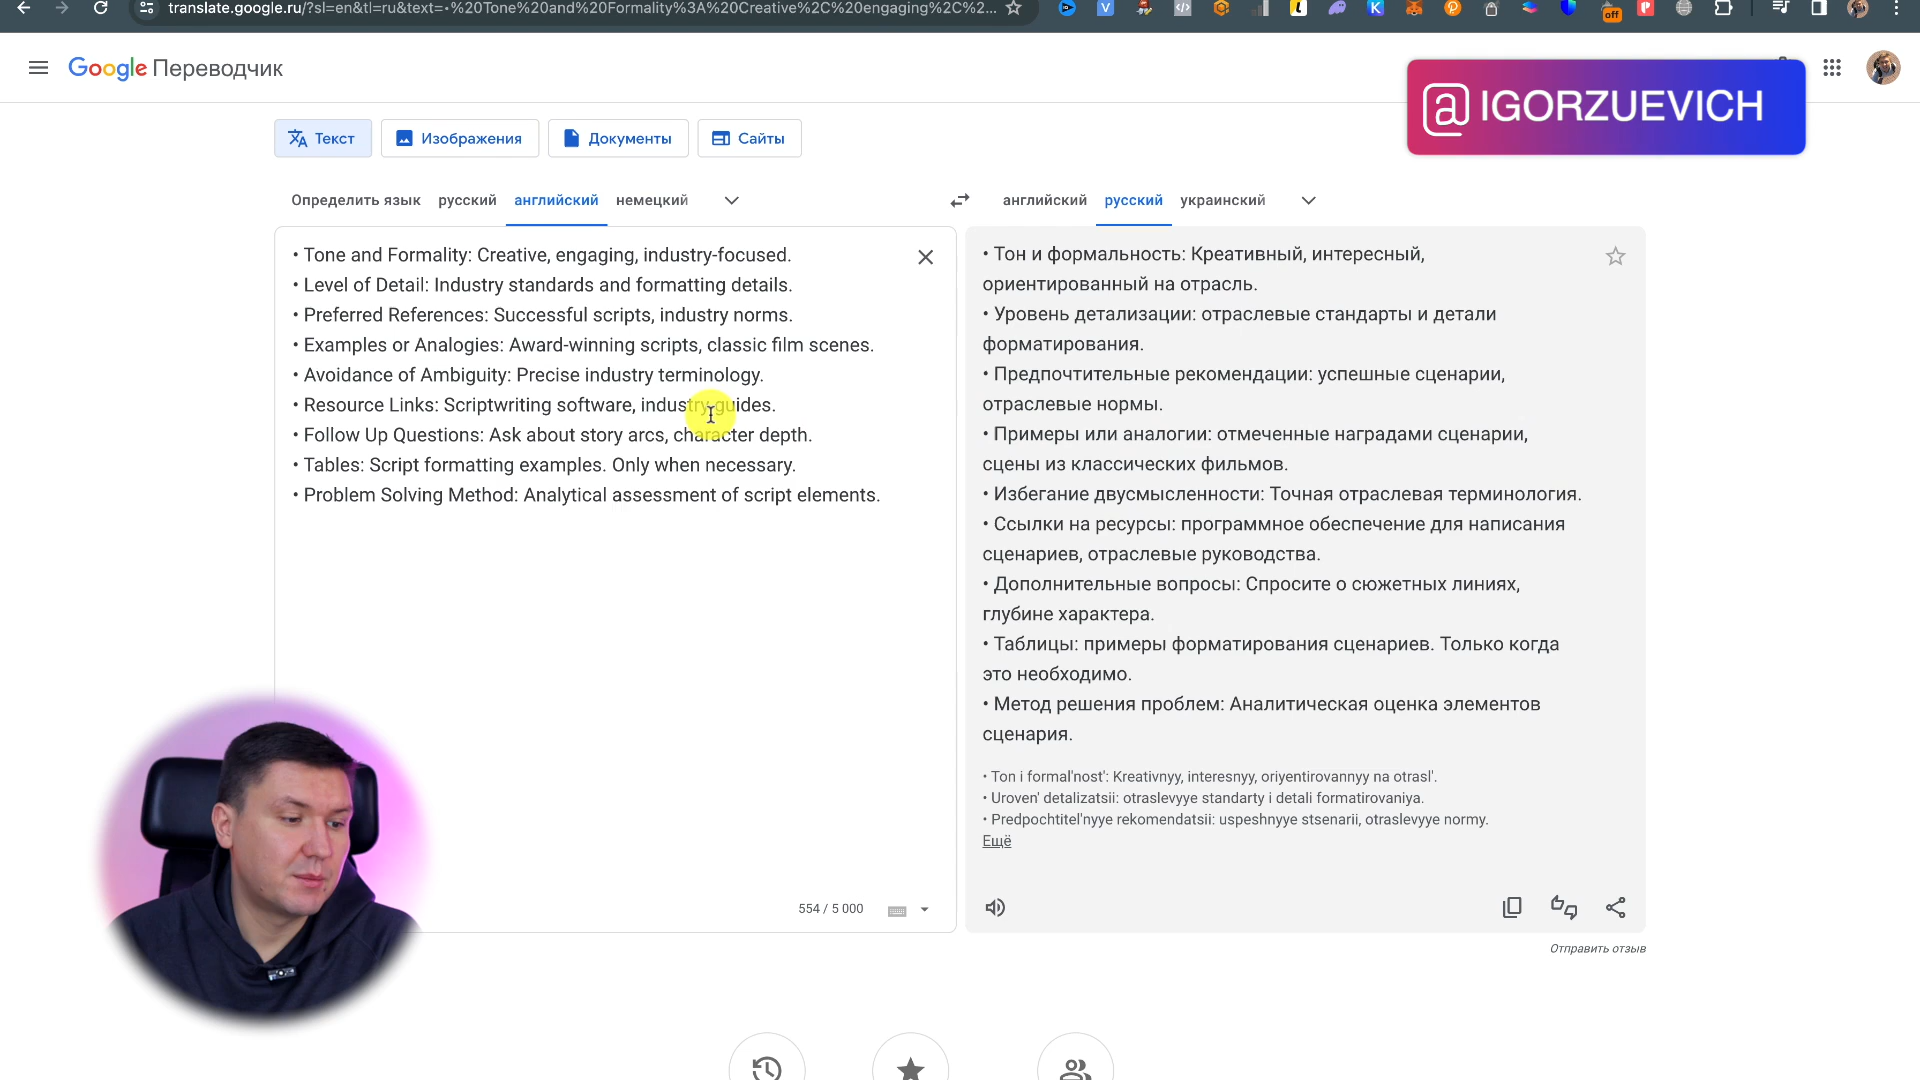 translate.google.ru/?sl=en&tl=ru&text=•%20Tone%20and%20Formality%3A%20Creative%2C%20engaging%2C%2...
off
Google Переводчик
@IGORZUEVICH
Текст
Изображения
Документы
Сайты
Определить язык
русский
английский
немецкий
английский
русский
украинский
• Tone and Formality: Creative, engaging, industry-focused.
• Level of Detail: Industry standards and formatting details.
• Preferred References: Successful scripts, industry norms.
• Examples or Analogies: Award-winning scripts, classic film scenes.
• Avoidance of Ambiguity: Precise industry terminology.
• Resource Links: Scriptwriting software, industry guides.
• Follow Up Questions: Ask about story arcs, character depth.
• Tables: Script formatting examples. Only when necessary.
• Problem Solving Method: Analytical assessment of script elements.
554 / 5 000
• Тон и формальность: Креативный, интересный,
ориентированный на отрасль.
• Уровень детализации: отраслевые стандарты и детали
форматирования.
• Предпочтительные рекомендации: успешные сценарии,
отраслевые нормы.
• Примеры или аналогии: отмеченные наградами сценарии,
сцены из классических фильмов.
• Избегание двусмысленности: Точная отраслевая терминология.
• Ссылки на ресурсы: программное обеспечение для написания
сценариев, отраслевые руководства.
• Дополнительные вопросы: Спросите о сюжетных линиях,
глубине характера.
• Таблицы: примеры форматирования сценариев. Только когда
это необходимо.
• Метод решения проблем: Аналитическая оценка элементов
сценария.
• Ton i formal'nost': Kreativnyy, interesnyy, oriyentirovannyy na otrasl'.
• Uroven' detalizatsii: otraslevyye standarty i detali formatirovaniya.
• Predpochtitel'nyye rekomendatsii: uspeshnyye stsenarii, otraslevyye normy.
Ещё
Отправить отзыв